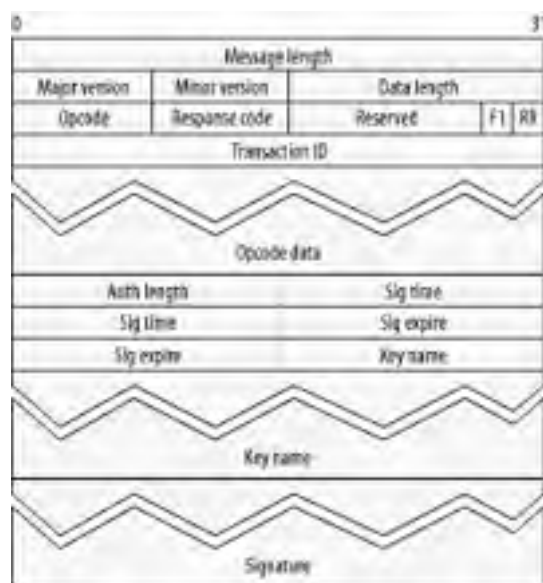 0 31
Message length
Major version Minor version Data length
Opcode Response code Reserved F1 RR
Transaction ID
Opcode data
Auth length Sig time
Sig time Sig expire
Sig expire Key name
Key name
Signature